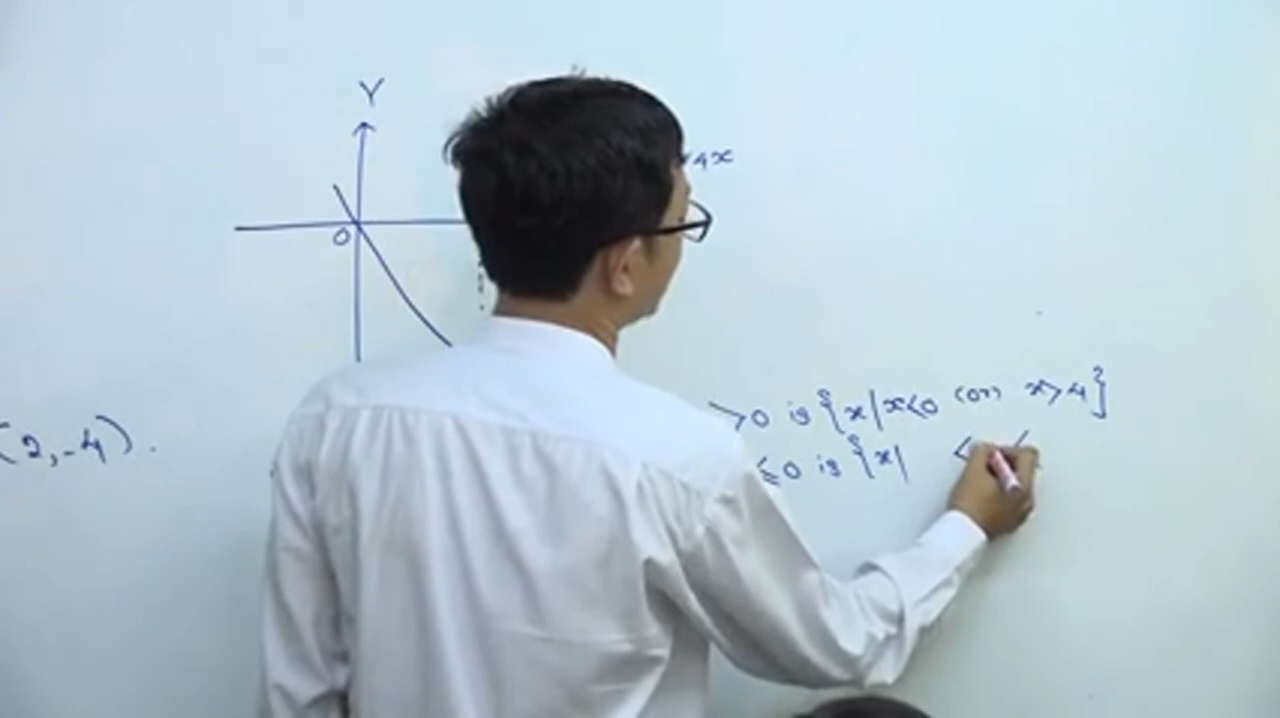 Y
4x
O
(2,-4).
>0 is {x|x<0 (or) x>4}
≤0 is {x|